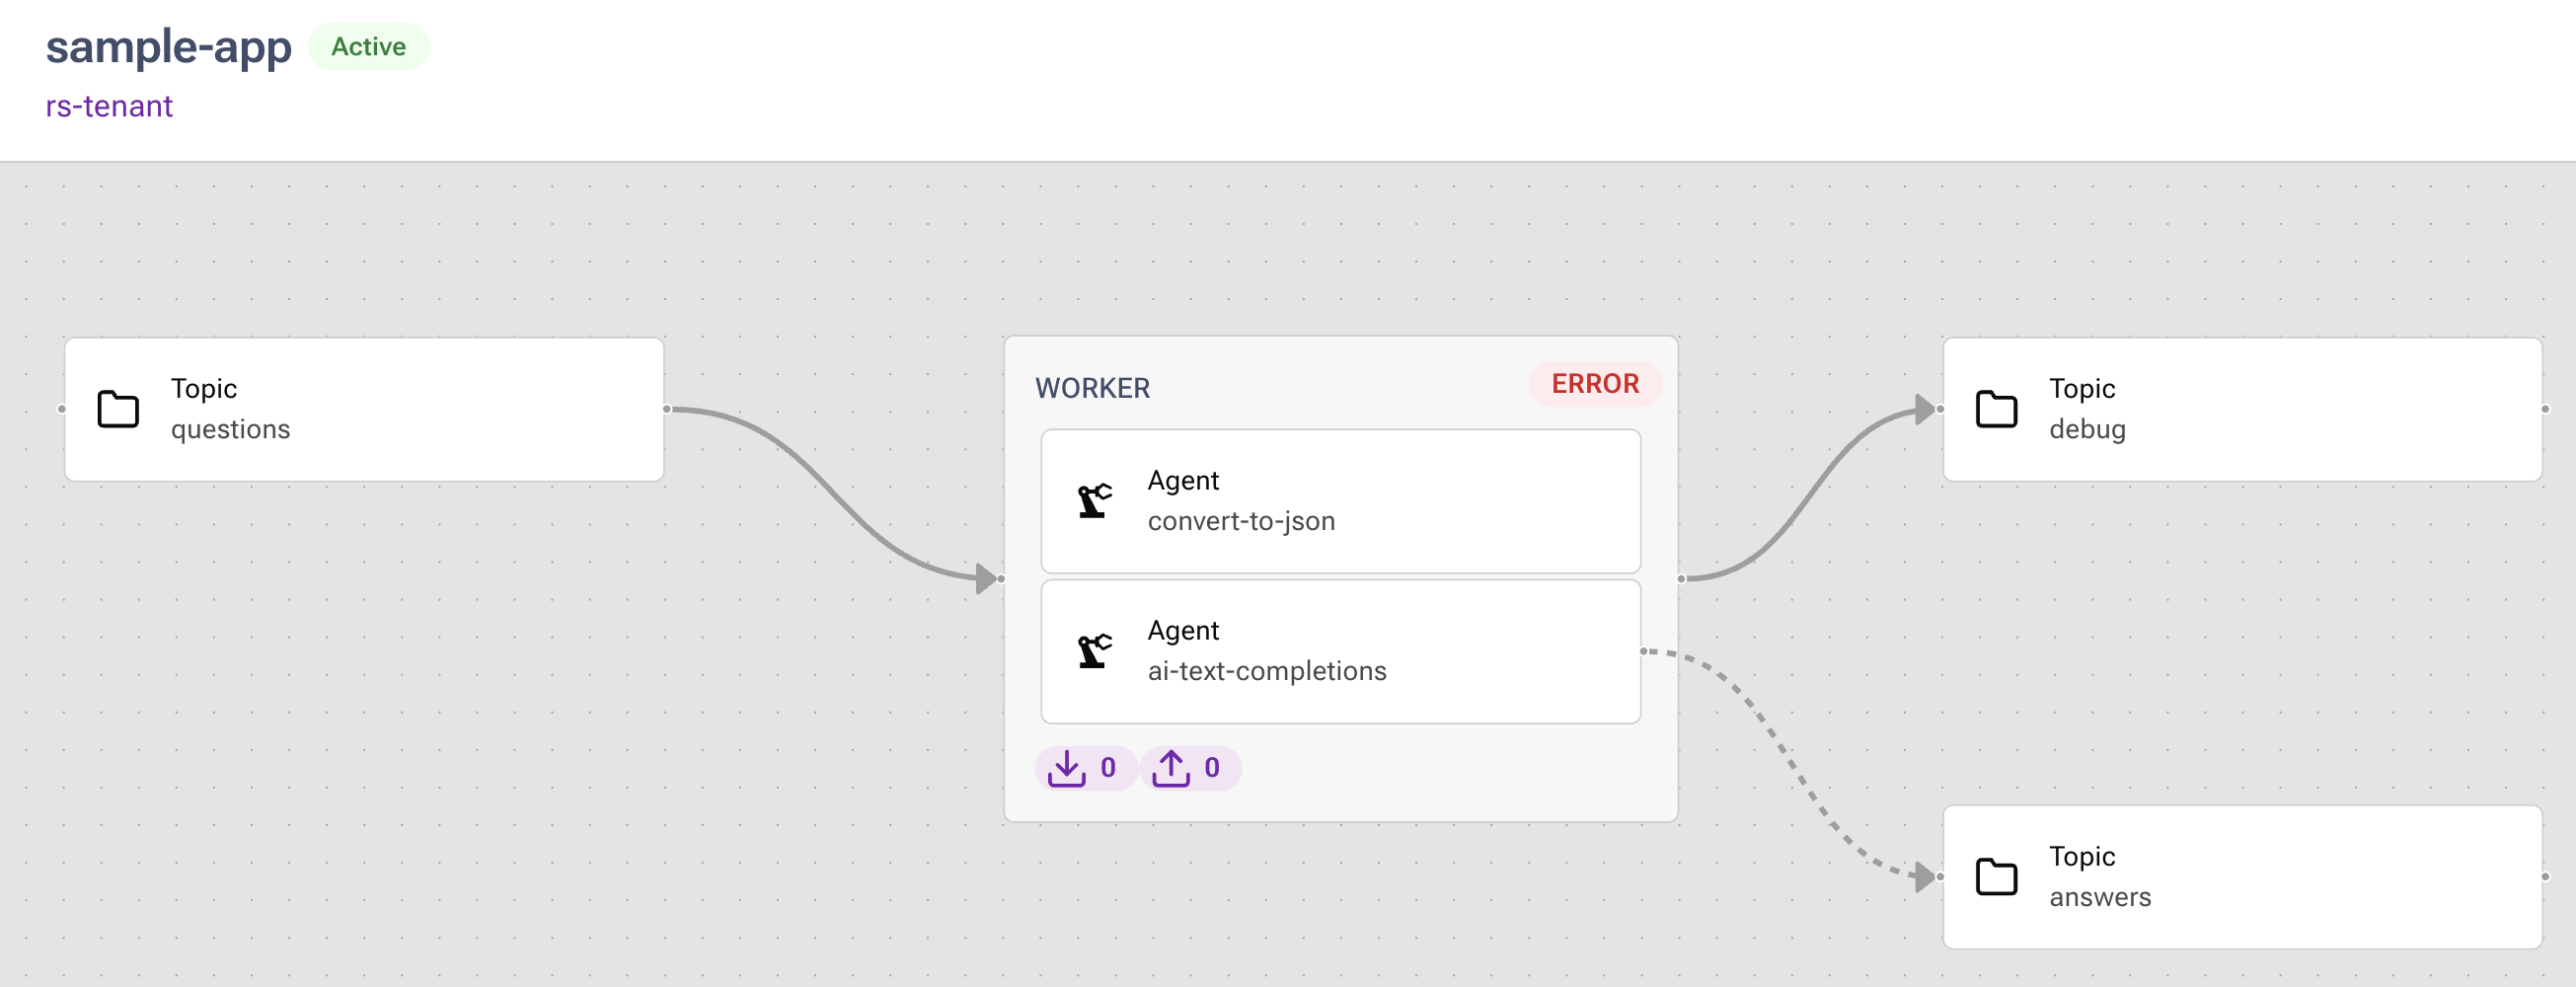 sample-app
Active
rs-tenant
Topic
questions
WORKER
ERROR
Agent
convert-to-json
Agent
ai-text-completions
0
0
Topic
debug
Topic
answers